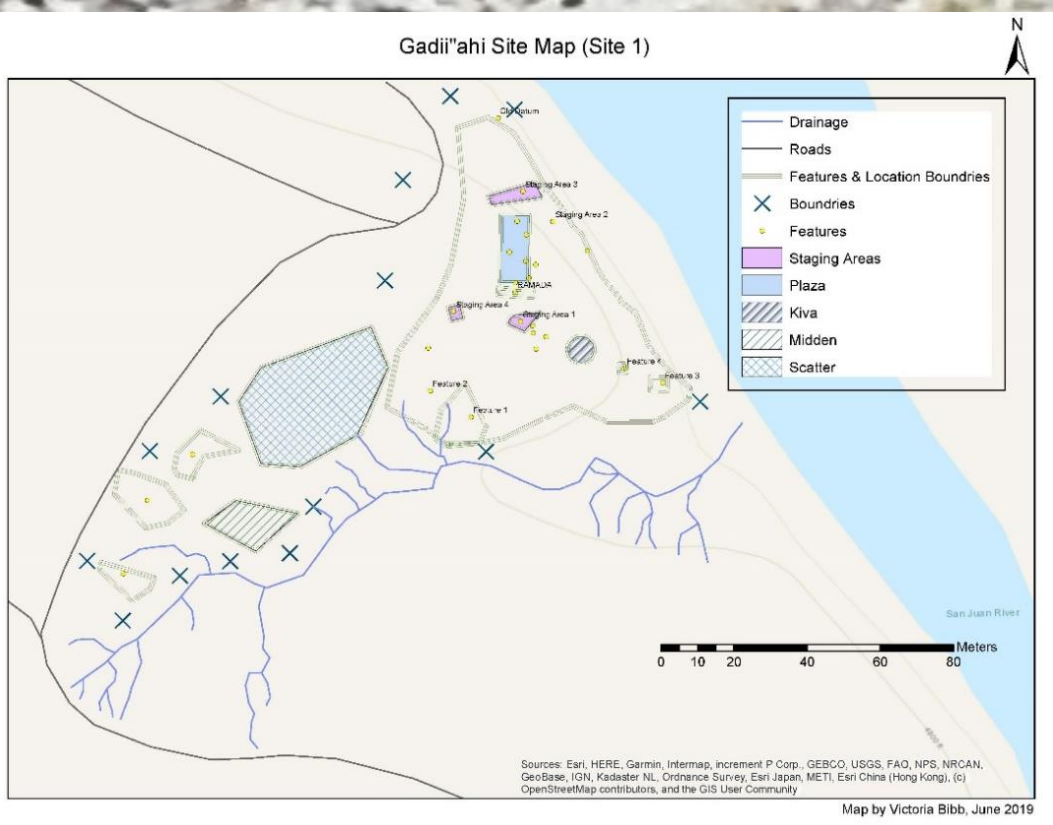 N
Gadii"ahi Site Map (Site 1)
Old Datum
Staging Area 3
Staging Area 2
RAMADA
Staging Area 4
Staging Area 1
Feature 4
Feature 3
Feature 2
Feature 1
Drainage
Roads
Features & Location Boundries
Boundries
Features
Staging Areas
Plaza
Kiva
Midden
Scatter
San Juan River
Meters
0 10 20 40 60 80
4800 ft
Sources: Esri, HERE, Garmin, Intermap, increment P Corp., GEBCO, USGS, FAO, NPS, NRCAN,
GeoBase, IGN, Kadaster NL, Ordnance Survey, Esri Japan, METI, Esri China (Hong Kong), (c)
OpenStreetMap contributors, and the GIS User Community
Map by Victoria Bibb, June 2019